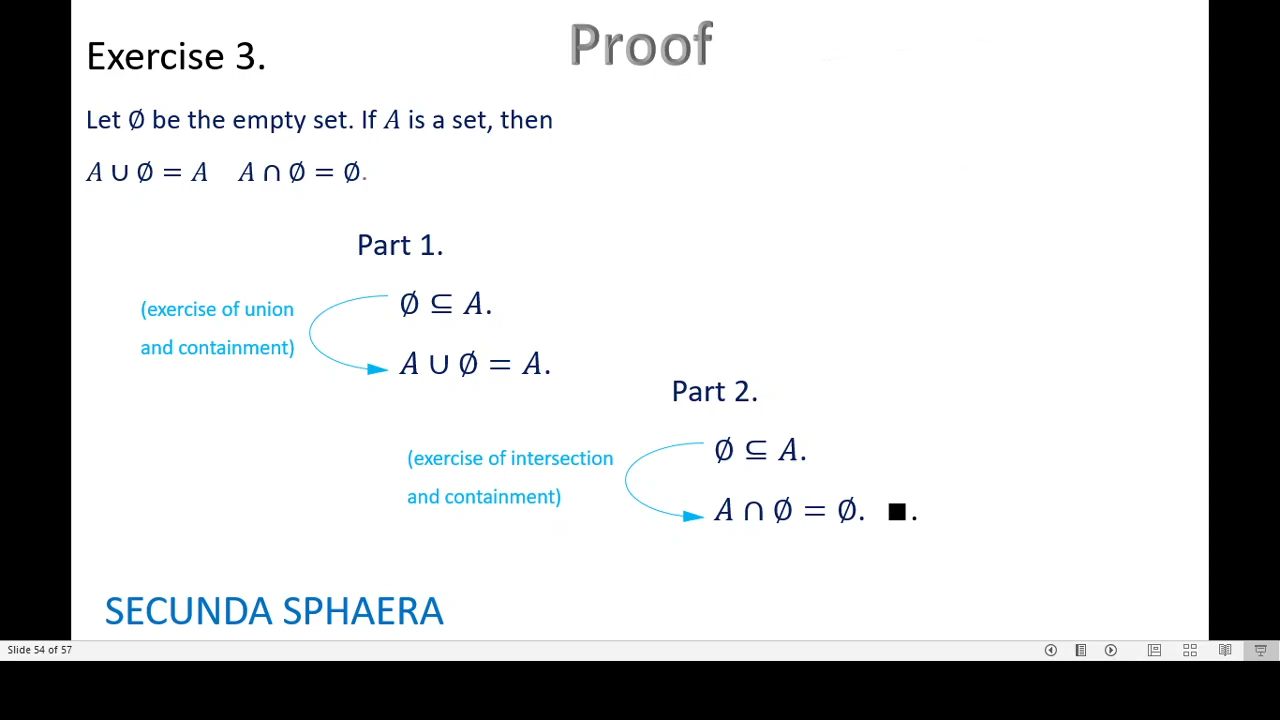 Proof
Exercise 3.
Let ∅ be the empty set. If A is a set, then
A ∪ ∅ = A A ∩ ∅ = ∅.
Part 1.
(exercise of union
and containment)
∅ ⊆ A.
A ∪ ∅ = A.
Part 2.
(exercise of intersection
and containment)
∅ ⊆ A.
A ∩ ∅ = ∅. ■.
SECUNDA SPHAERA
Slide 54 of 57